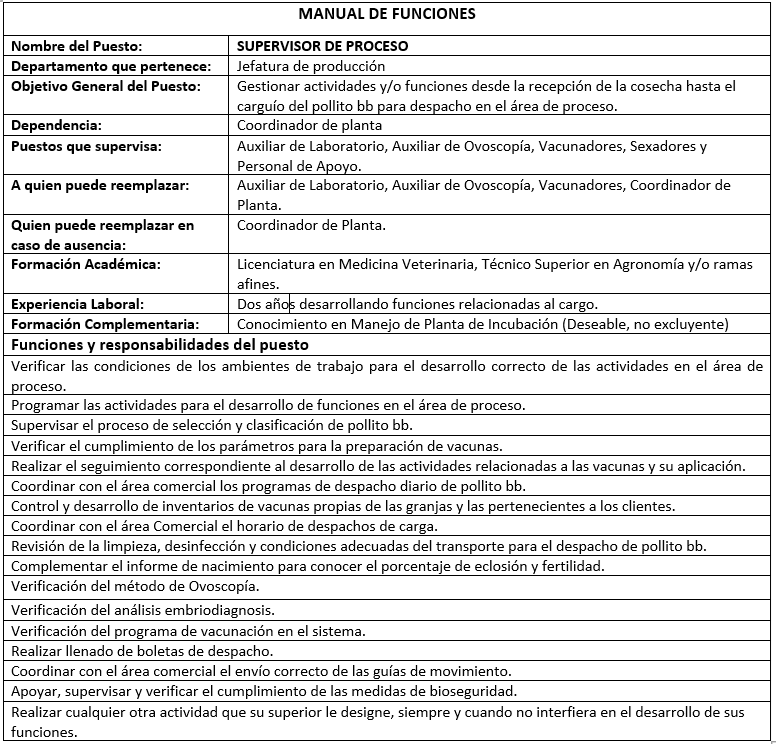 MANUAL DE FUNCIONES
Nombre del Puesto: SUPERVISOR DE PROCESO
Departamento que pertenece: Jefatura de producción
Objetivo General del Puesto: Gestionar actividades y/o funciones desde la recepción de la cosecha hasta el
carguío del pollito bb para despacho en el área de proceso.
Dependencia: Coordinador de planta
Puestos que supervisa: Auxiliar de Laboratorio, Auxiliar de Ovoscopía, Vacunadores, Sexadores y
Personal de Apoyo.
A quien puede reemplazar: Auxiliar de Laboratorio, Auxiliar de Ovoscopía, Vacunadores, Coordinador de
Planta.
Quien puede reemplazar en Coordinador de Planta.
caso de ausencia:
Formación Académica: Licenciatura en Medicina Veterinaria, Técnico Superior en Agronomía y/o ramas
afines.
Experiencia Laboral: Dos años desarrollando funciones relacionadas al cargo.
Formación Complementaria: Conocimiento en Manejo de Planta de Incubación (Deseable, no excluyente)
Funciones y responsabilidades del puesto
Verificar las condiciones de los ambientes de trabajo para el desarrollo correcto de las actividades en el área de
proceso.
Programar las actividades para el desarrollo de funciones en el área de proceso.
Supervisar el proceso de selección y clasificación de pollito bb.
Verificar el cumplimiento de los parámetros para la preparación de vacunas.
Realizar el seguimiento correspondiente al desarrollo de las actividades relacionadas a las vacunas y su aplicación.
Coordinar con el área comercial los programas de despacho diario de pollito bb.
Control y desarrollo de inventarios de vacunas propias de las granjas y las pertenecientes a los clientes.
Coordinar con el área Comercial el horario de despachos de carga.
Revisión de la limpieza, desinfección y condiciones adecuadas del transporte para el despacho de pollito bb.
Complementar el informe de nacimiento para conocer el porcentaje de eclosión y fertilidad.
Verificación del método de Ovoscopía.
Verificación del análisis embriodiagnosis.
Verificación del programa de vacunación en el sistema.
Realizar llenado de boletas de despacho.
Coordinar con el área comercial el envío correcto de las guías de movimiento.
Apoyar, supervisar y verificar el cumplimiento de las medidas de bioseguridad.
Realizar cualquier otra actividad que su superior le designe, siempre y cuando no interfiera en el desarrollo de sus
funciones.